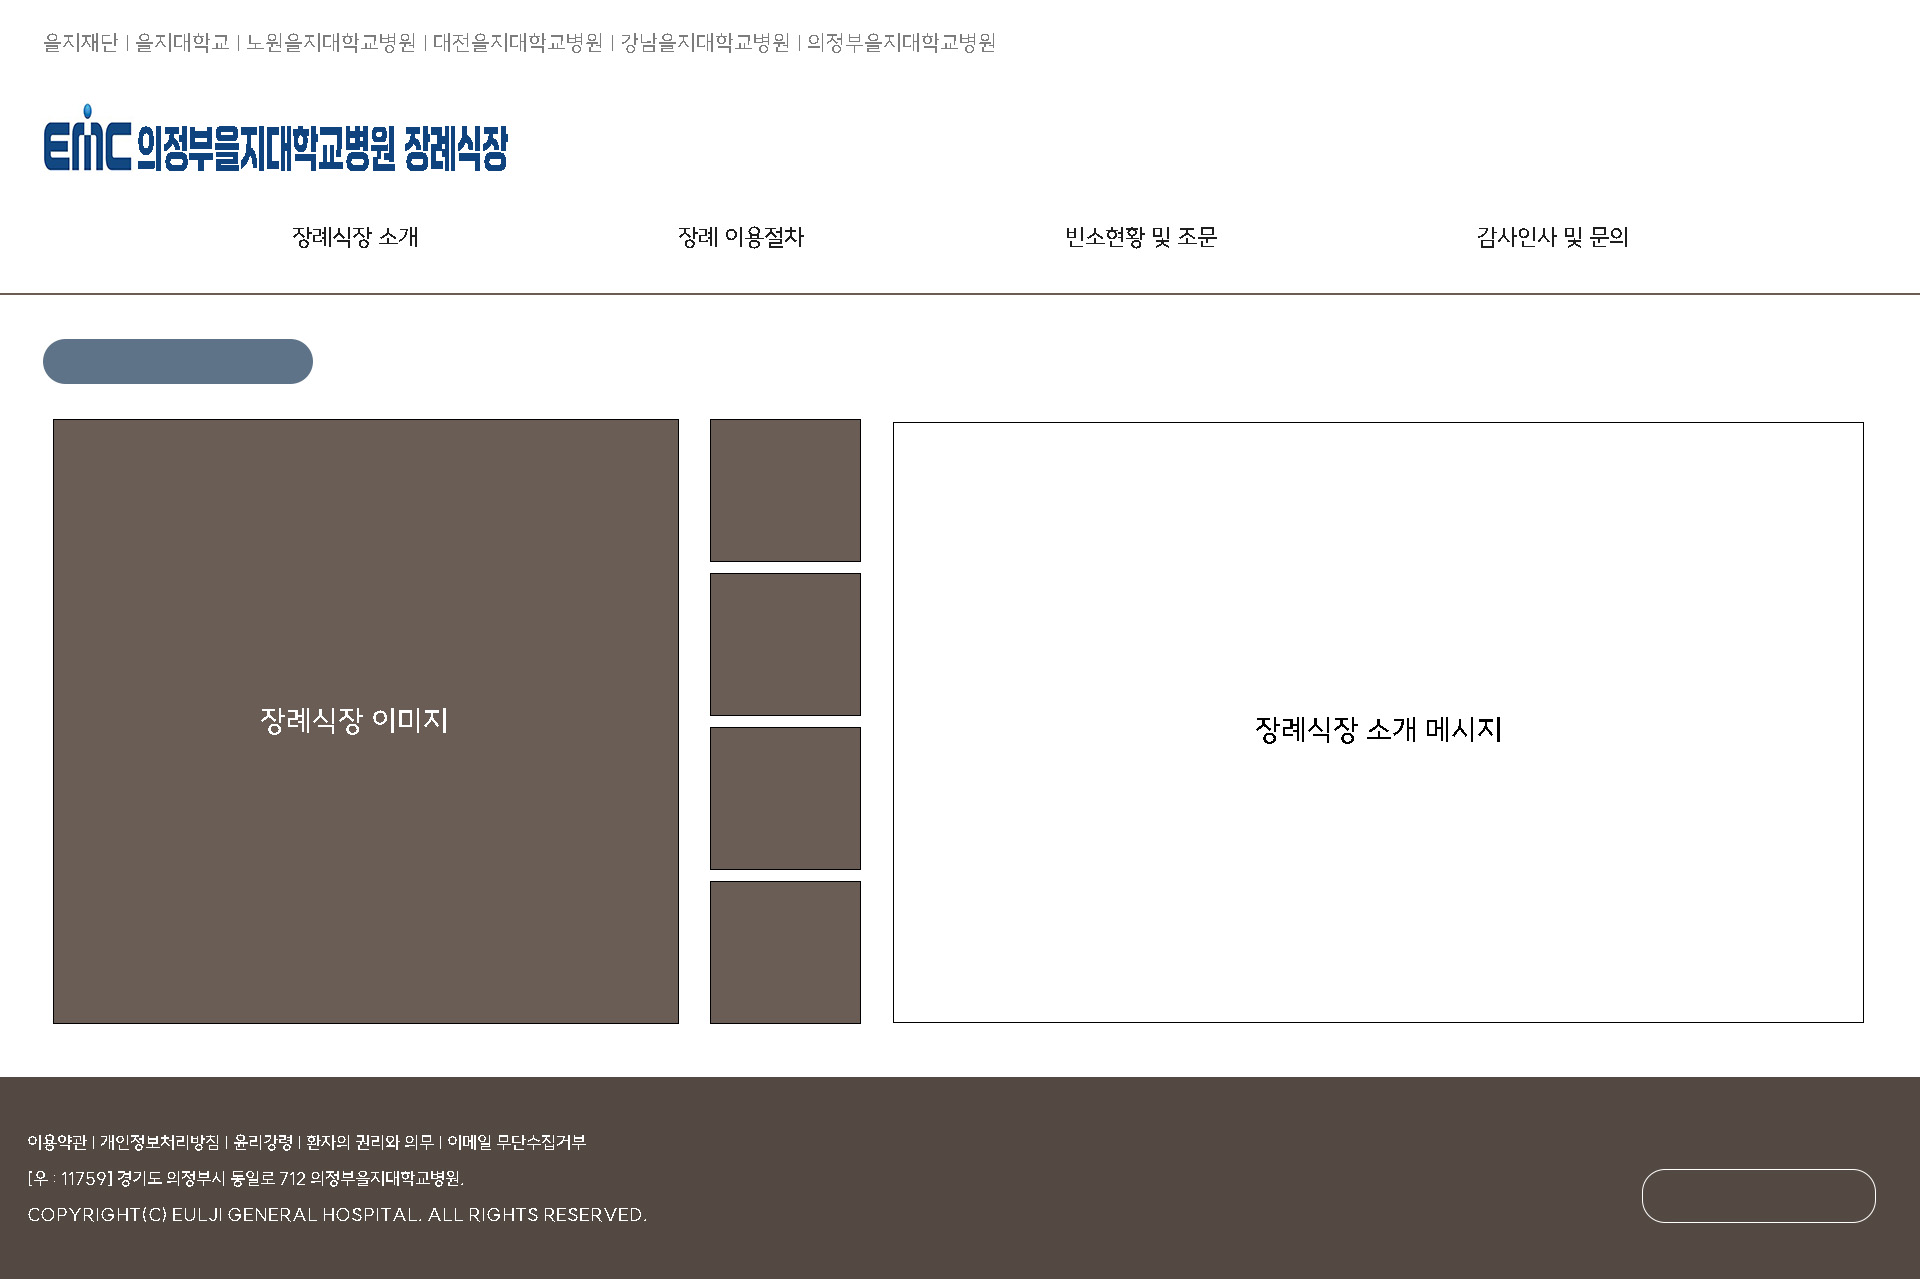 을지재단 | 을지대학교 | 노원을지대학교병원 | 대전을지대학교병원 | 강남을지대학교병원 | 의정부을지대학교병원
EMC 의정부을지대학교병원 장례식장
장례식장 소개 장례 이용절차 빈소현황 및 조문 감사인사 및 문의
장례식장 이미지
장례식장 소개 메시지
이용약관 | 개인정보처리방침 | 윤리강령 | 환자의 권리와 의무 | 이메일 무단수집거부
[우 : 11759] 경기도 의정부시 동일로 712 의정부을지대학교병원.
COPYRIGHT(C) EULJI GENERAL HOSPITAL. ALL RIGHTS RESERVED.